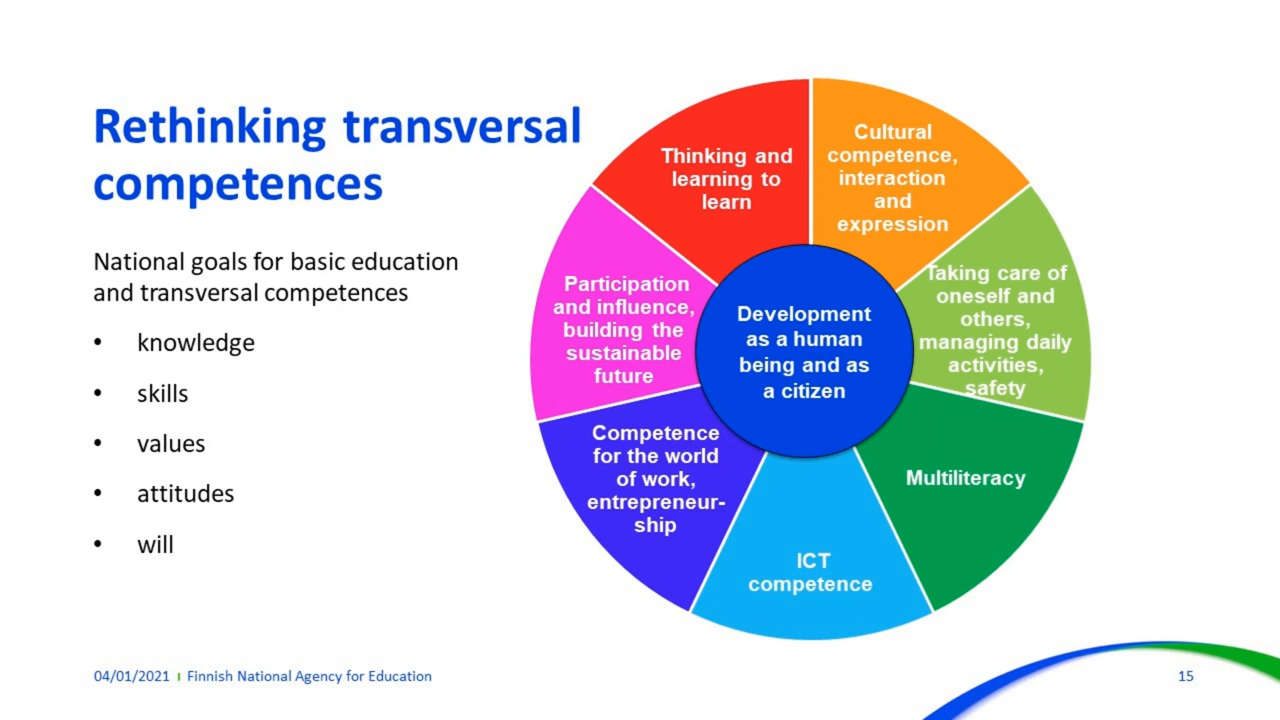 Rethinking transversal
competences
National goals for basic education
and transversal competences
• knowledge
• skills
• values
• attitudes
• will
Thinking and
learning to
learn
Cultural
competence,
interaction
and
expression
Taking care of
oneself and
others,
managing daily
activities,
safety
Multiliteracy
ICT
competence
Competence
for the world
of work,
entrepreneur-
ship
Participation
and influence,
building the
sustainable
future
Development
as a human
being and as
a citizen
04/01/2021 I Finnish National Agency for Education
15